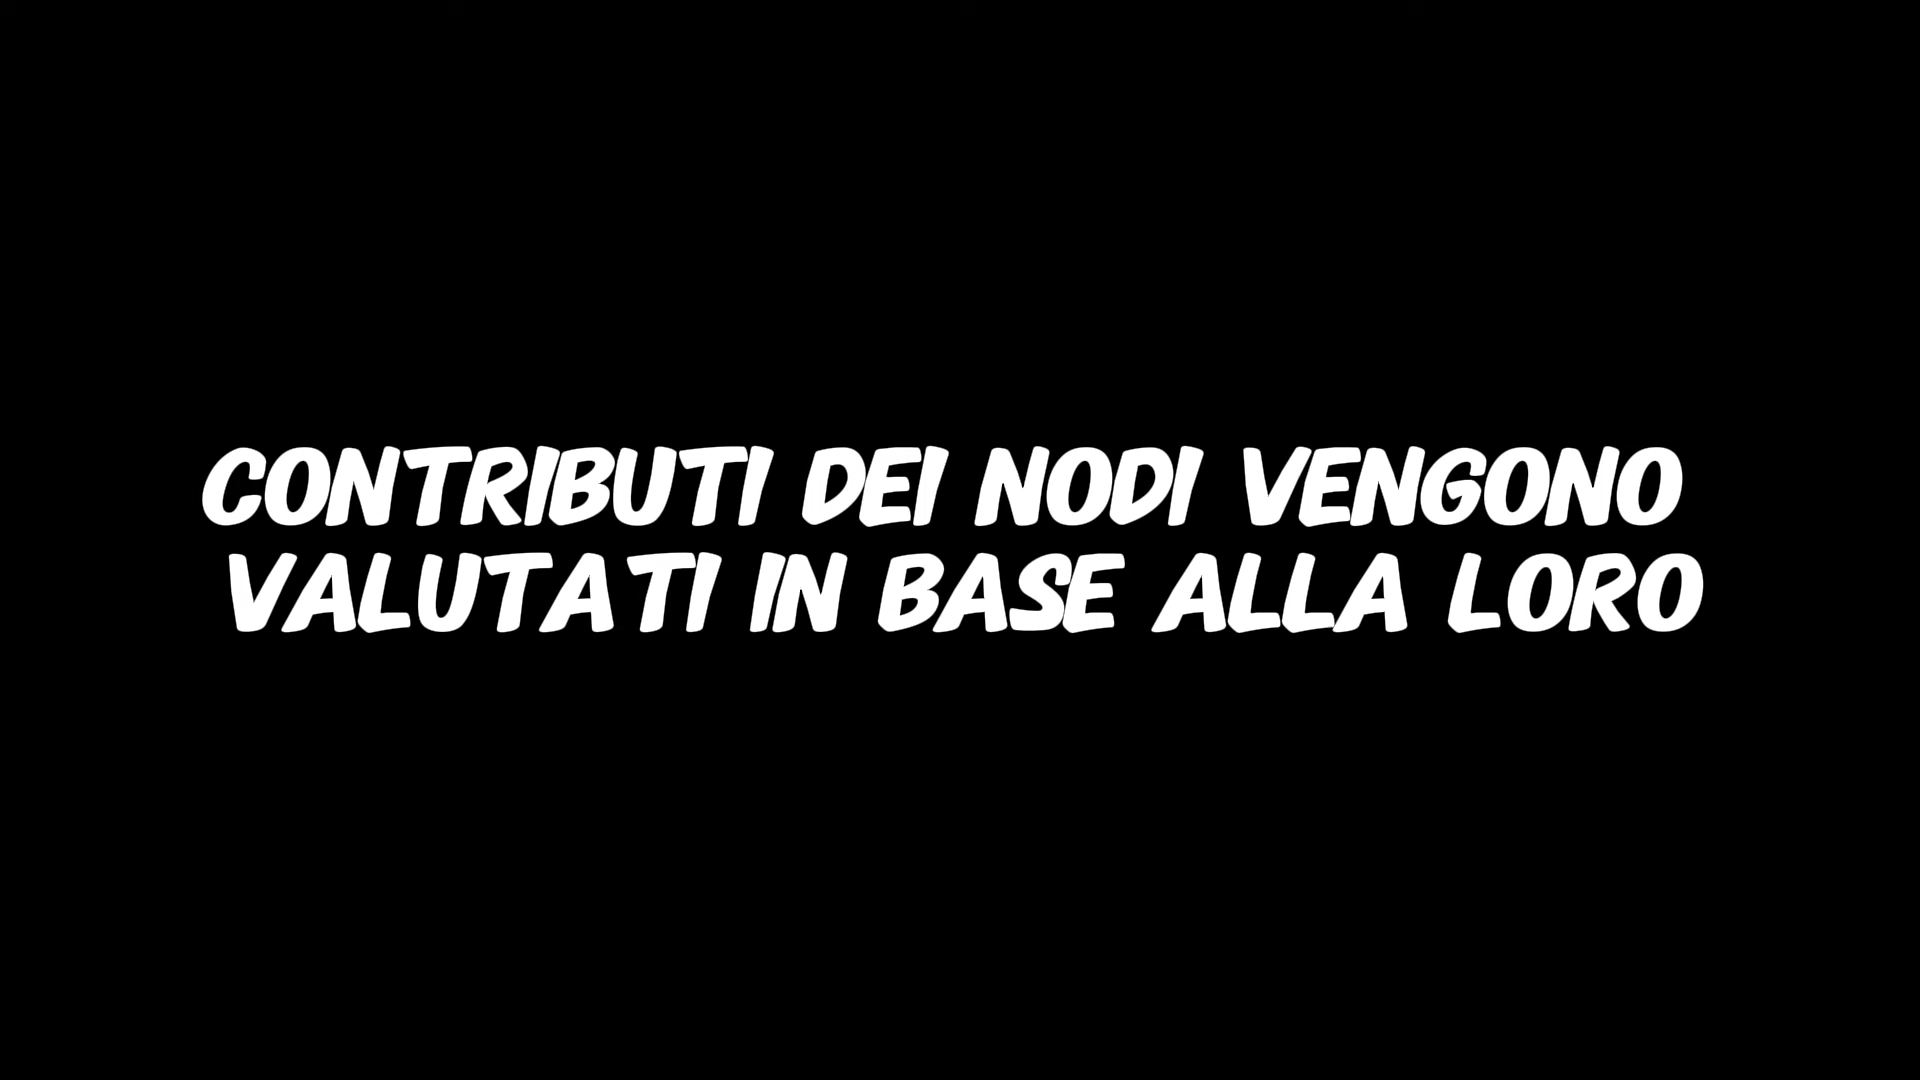 CONTRIBUTI DEI NODI VENGONO
VALUTATI IN BASE ALLA LORO